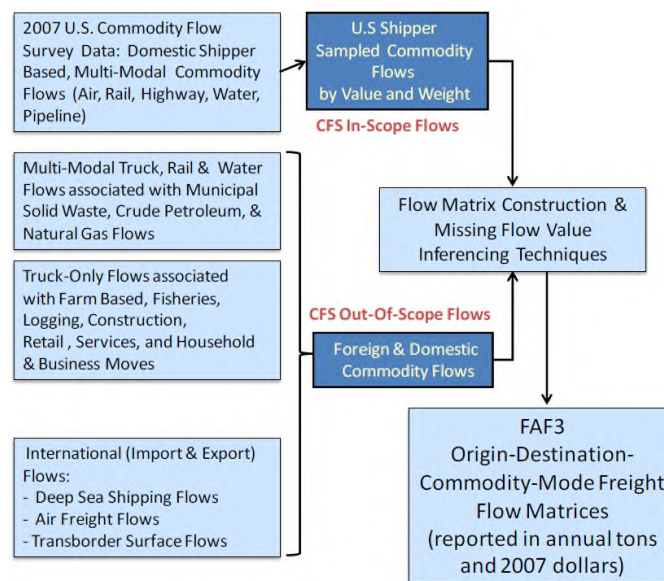 2007 U.S. Commodity Flow
Survey Data: Domestic Shipper
Based, Multi-Modal Commodity
Flows (Air, Rail, Highway, Water,
Pipeline)
U.S Shipper
Sampled Commodity
Flows
by Value and Weight
CFS In-Scope Flows
Multi-Modal Truck, Rail & Water
Flows associated with Municipal
Solid Waste, Crude Petroleum, &
Natural Gas Flows
Flow Matrix Construction &
Missing Flow Value
Inferencing Techniques
Truck-Only Flows associated
with Farm Based, Fisheries,
Logging, Construction,
Retail , Services, and Household
& Business Moves
CFS Out-Of-Scope Flows
Foreign & Domestic
Commodity Flows
International (Import & Export)
Flows:
- Deep Sea Shipping Flows
- Air Freight Flows
- Transborder Surface Flows
FAF3
Origin-Destination-
Commodity-Mode Freight
Flow Matrices
(reported in annual tons
and 2007 dollars)